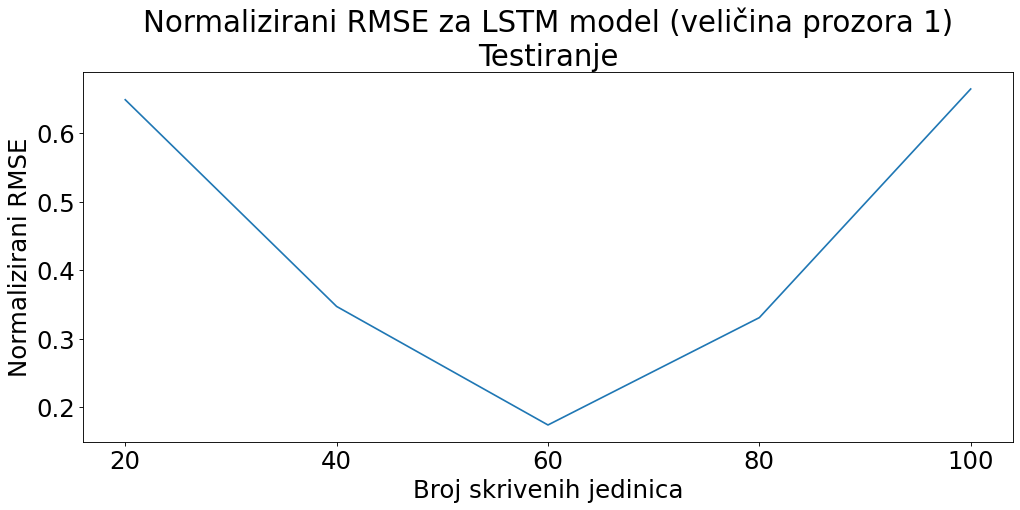 Normalizirani RMSE za LSTM model (veličina prozora 1)
Testiranje
Normalizirani RMSE
0.6
0.5
0.4
0.3
0.2
20 40 60 80 100
Broj skrivenih jedinica